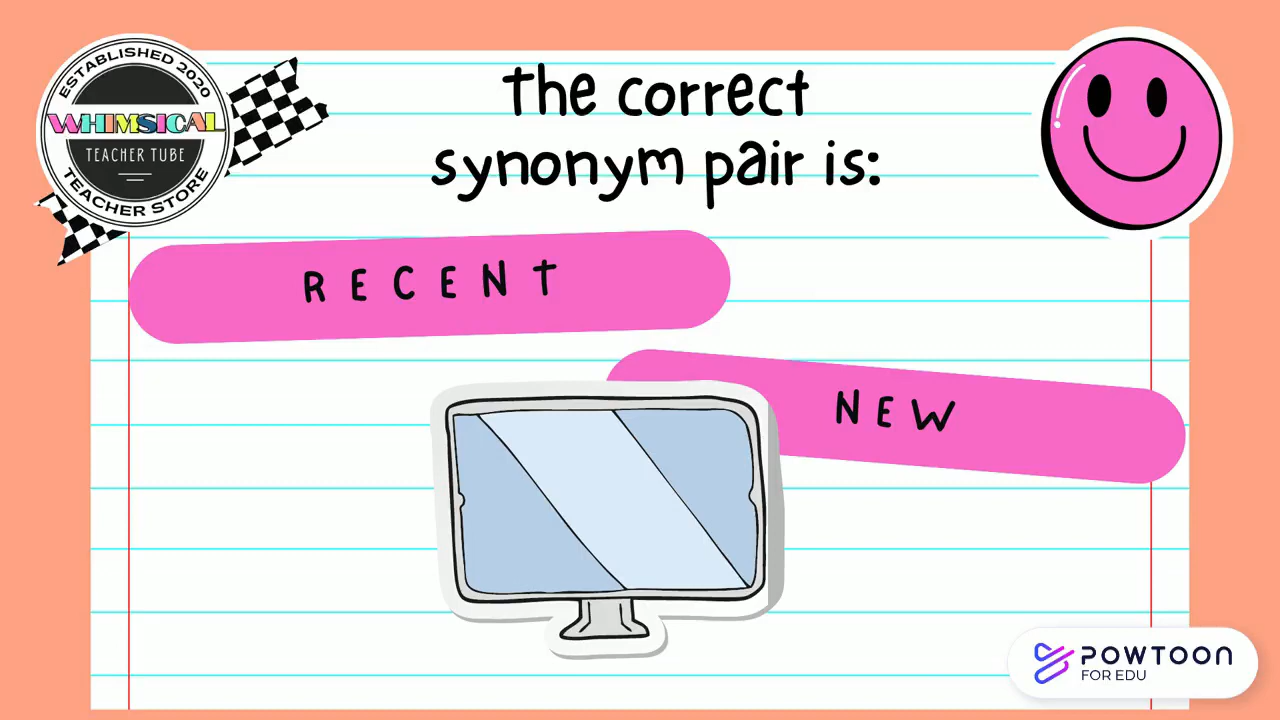 ESTABLISHED 2020
WHIMSICAL
TEACHER TUBE
TEACHER STORE
the correct
synonym pair is:
RECENT
NEW
POWTOON
FOR EDU